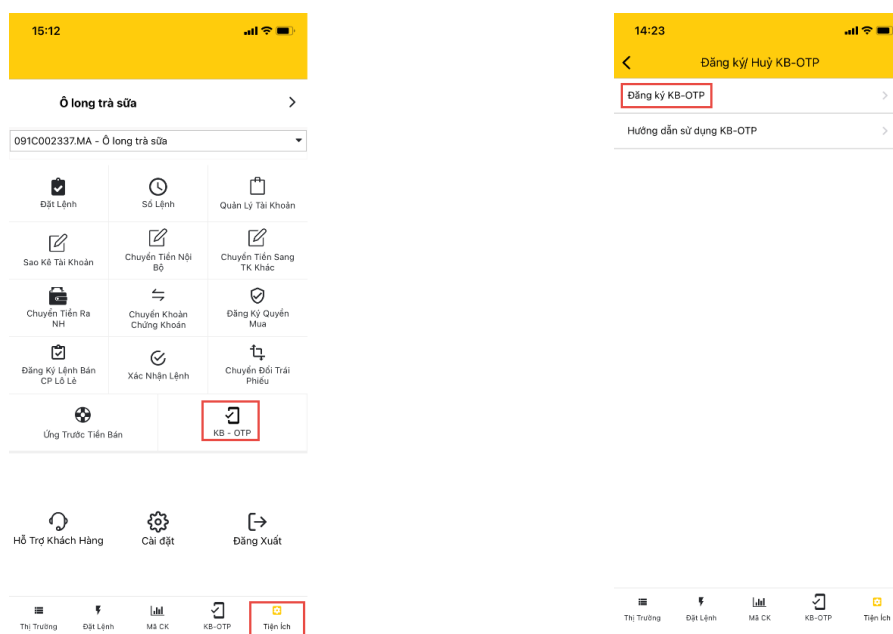 15:12
Ô long trà sữa
091C002337.MA - Ô long trà sữa
Đặt Lệnh
Sổ Lệnh
Quản Lý Tài Khoản
Sao Kê Tài Khoản
Chuyển Tiền Nội
Bộ
Chuyển Tiền Sang
TK Khác
Chuyển Tiền Ra
NH
Chuyển Khoản
Chứng Khoán
Đăng Ký Quyền
Mua
Đăng Ký Lệnh Bán
CP Lô Lẻ
Xác Nhận Lệnh
Chuyển Đổi Trái
Phiếu
Ứng Trước Tiền Bán
KB - OTP
Hỗ Trợ Khách Hàng
Cài đặt
Đăng Xuất
Thị Trường
Đặt Lệnh
Mã CK
KB-OTP
Tiện Ích
14:23
Đăng ký/ Huỷ KB-OTP
Đăng ký KB-OTP
Hướng dẫn sử dụng KB-OTP
Thị Trường
Đặt Lệnh
Mã CK
KB-OTP
Tiện Ích